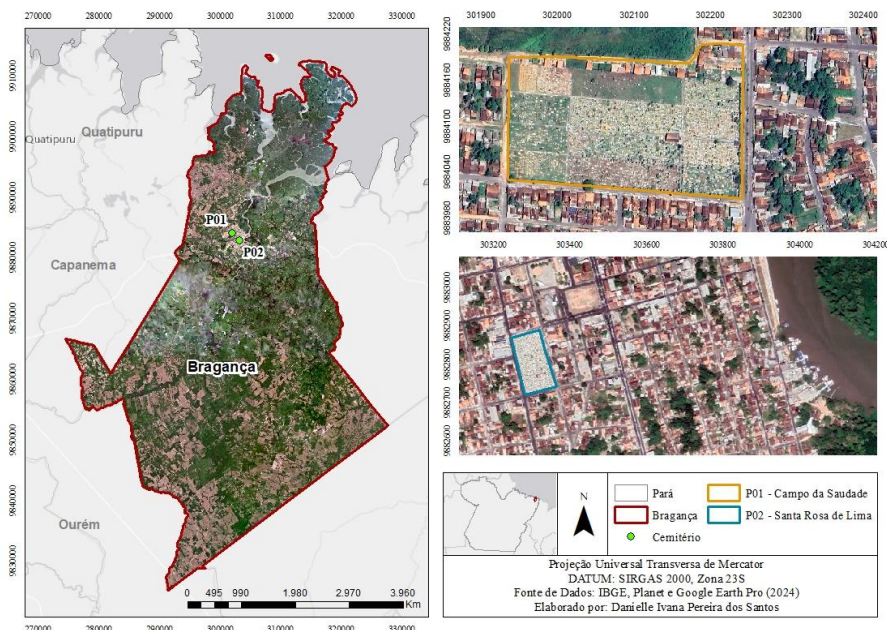 270000 280000 290000 300000 310000 320000 330000
9910000
9900000
9890000
9880000
9870000
9860000
9850000
9840000
9830000
Quatipuru
Quatipuru
P01
P02
Capanema
Bragança
Ourém
0 495 990 1.980 2.970 3.960
Km
270000 280000 290000 300000 310000 320000 330000
301900 302000 302100 302200 302300 302400
9884220
9884160
9884100
9884040
9883980
303200 303400 303600 303800 304000 304200
9883000
9882900
9882800
9882700
9882600
N
Pará
Bragança
Cemitério
P01 - Campo da Saudade
P02 - Santa Rosa de Lima
Projeção Universal Transversa de Mercator
DATUM: SIRGAS 2000, Zona 23S
Fonte de Dados: IBGE, Planet e Google Earth Pro (2024)
Elaborado por: Danielle Ivana Pereira dos Santos